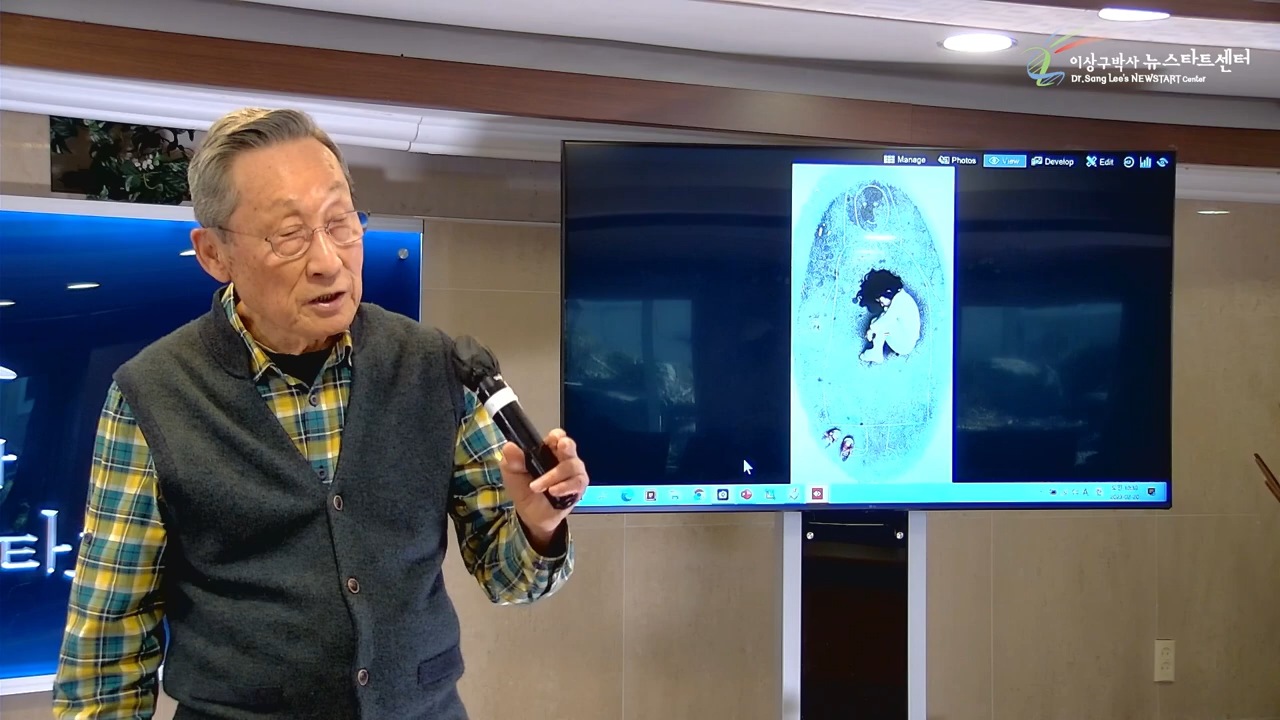 이상구박사 뉴스타트센터
Dr. Sang Lee's NEWSTART Center
Manage Photos View Develop Edit
타